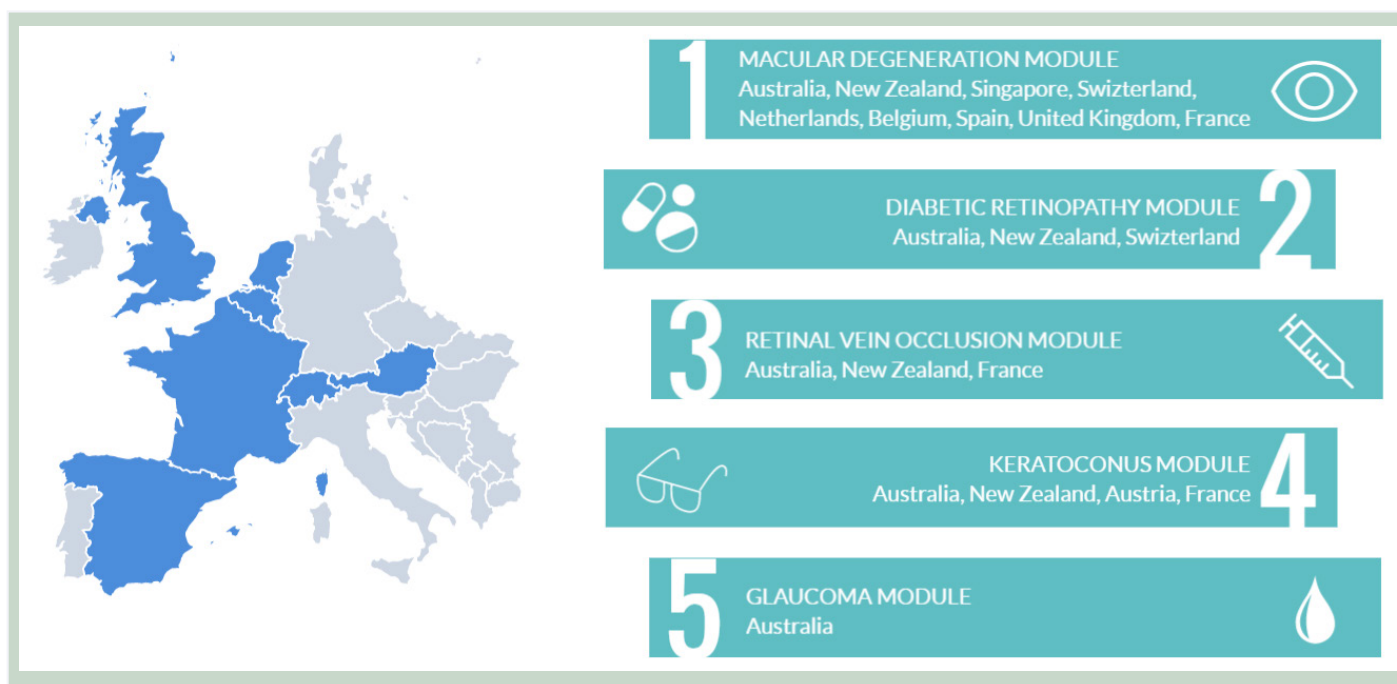 1
MACULAR DEGENERATION MODULE
Australia, New Zealand, Singapore, Swizterland,
Netherlands, Belgium, Spain, United Kingdom, France
DIABETIC RETINOPATHY MODULE
Australia, New Zealand, Swizterland
2
3
RETINAL VEIN OCCLUSION MODULE
Australia, New Zealand, France
KERATOCONUS MODULE
Australia, New Zealand, Austria, France
4
5
GLAUCOMA MODULE
Australia